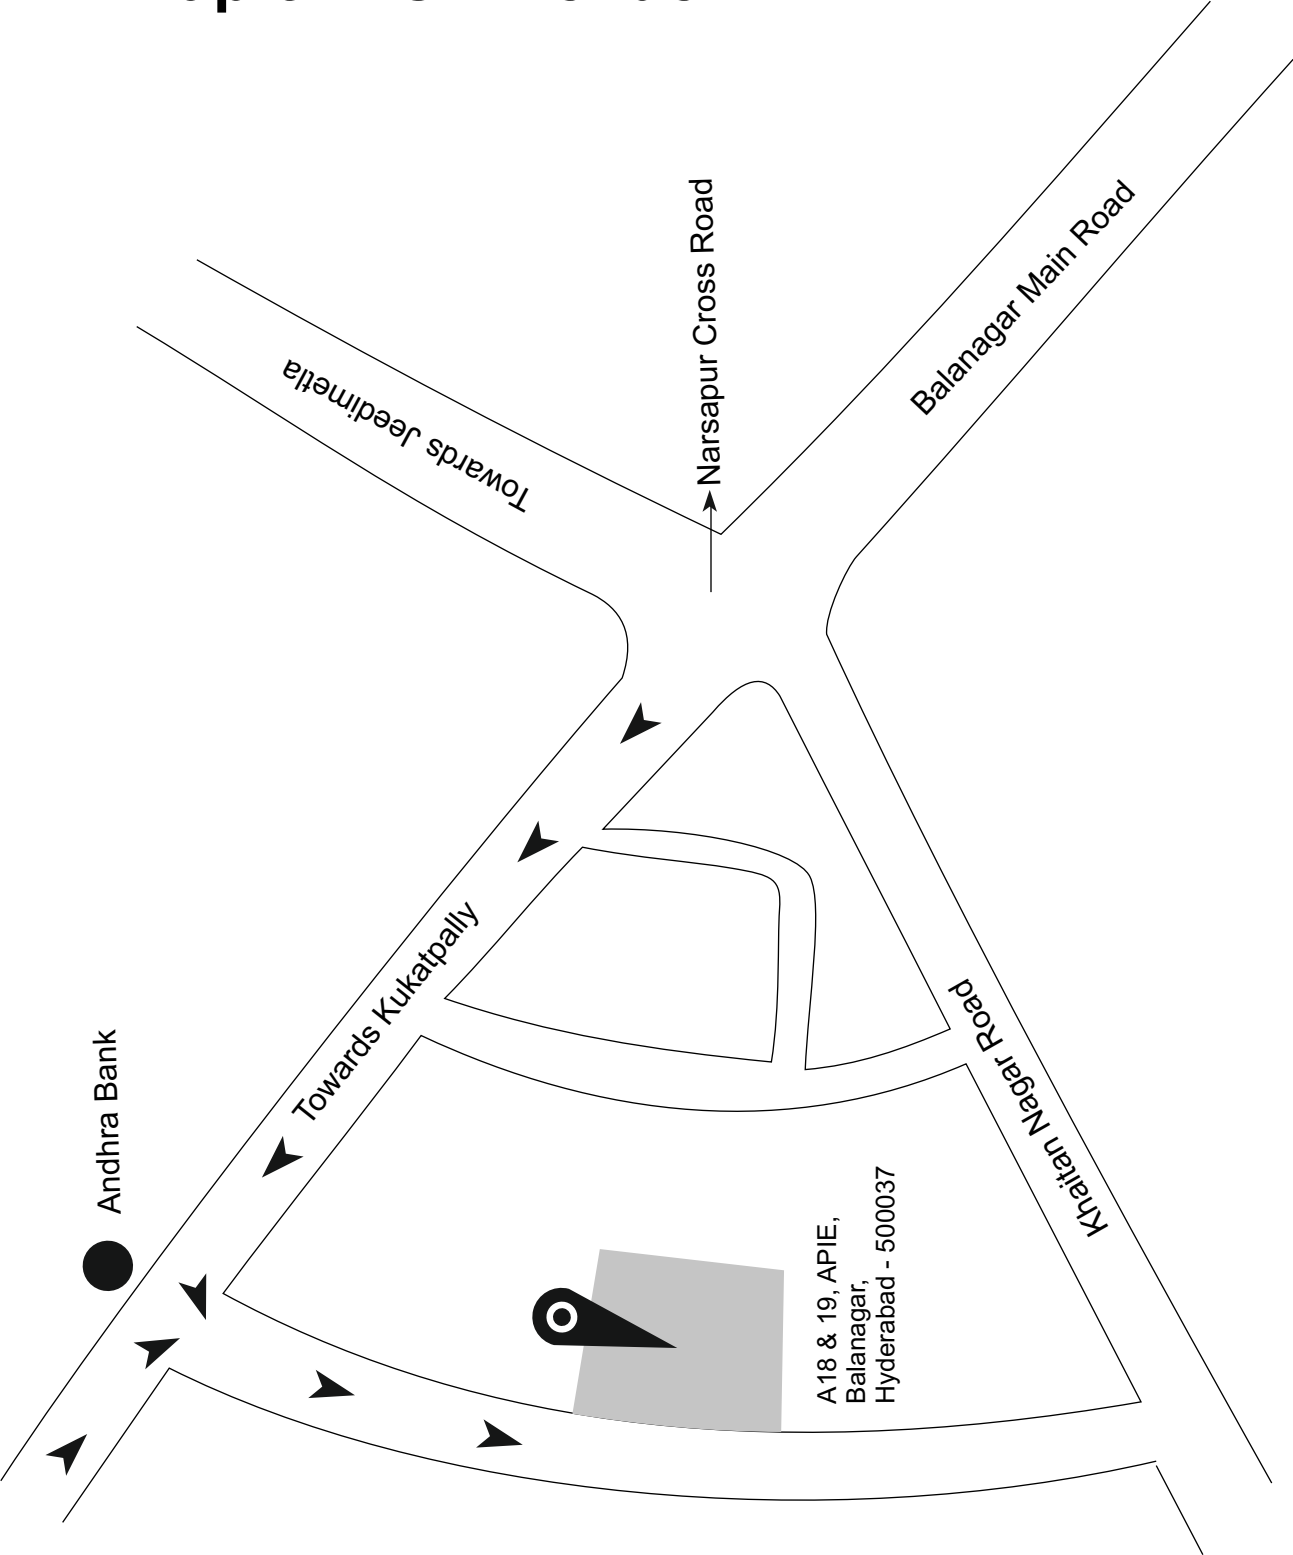 Narsapur Cross Road
Balanagar Main Road
Towards Jeedimetla
Towards Kukatpally
Khaitan Nagar Road
Andhra Bank
A18 & 19, APIE,
Balanagar,
Hyderabad - 500037